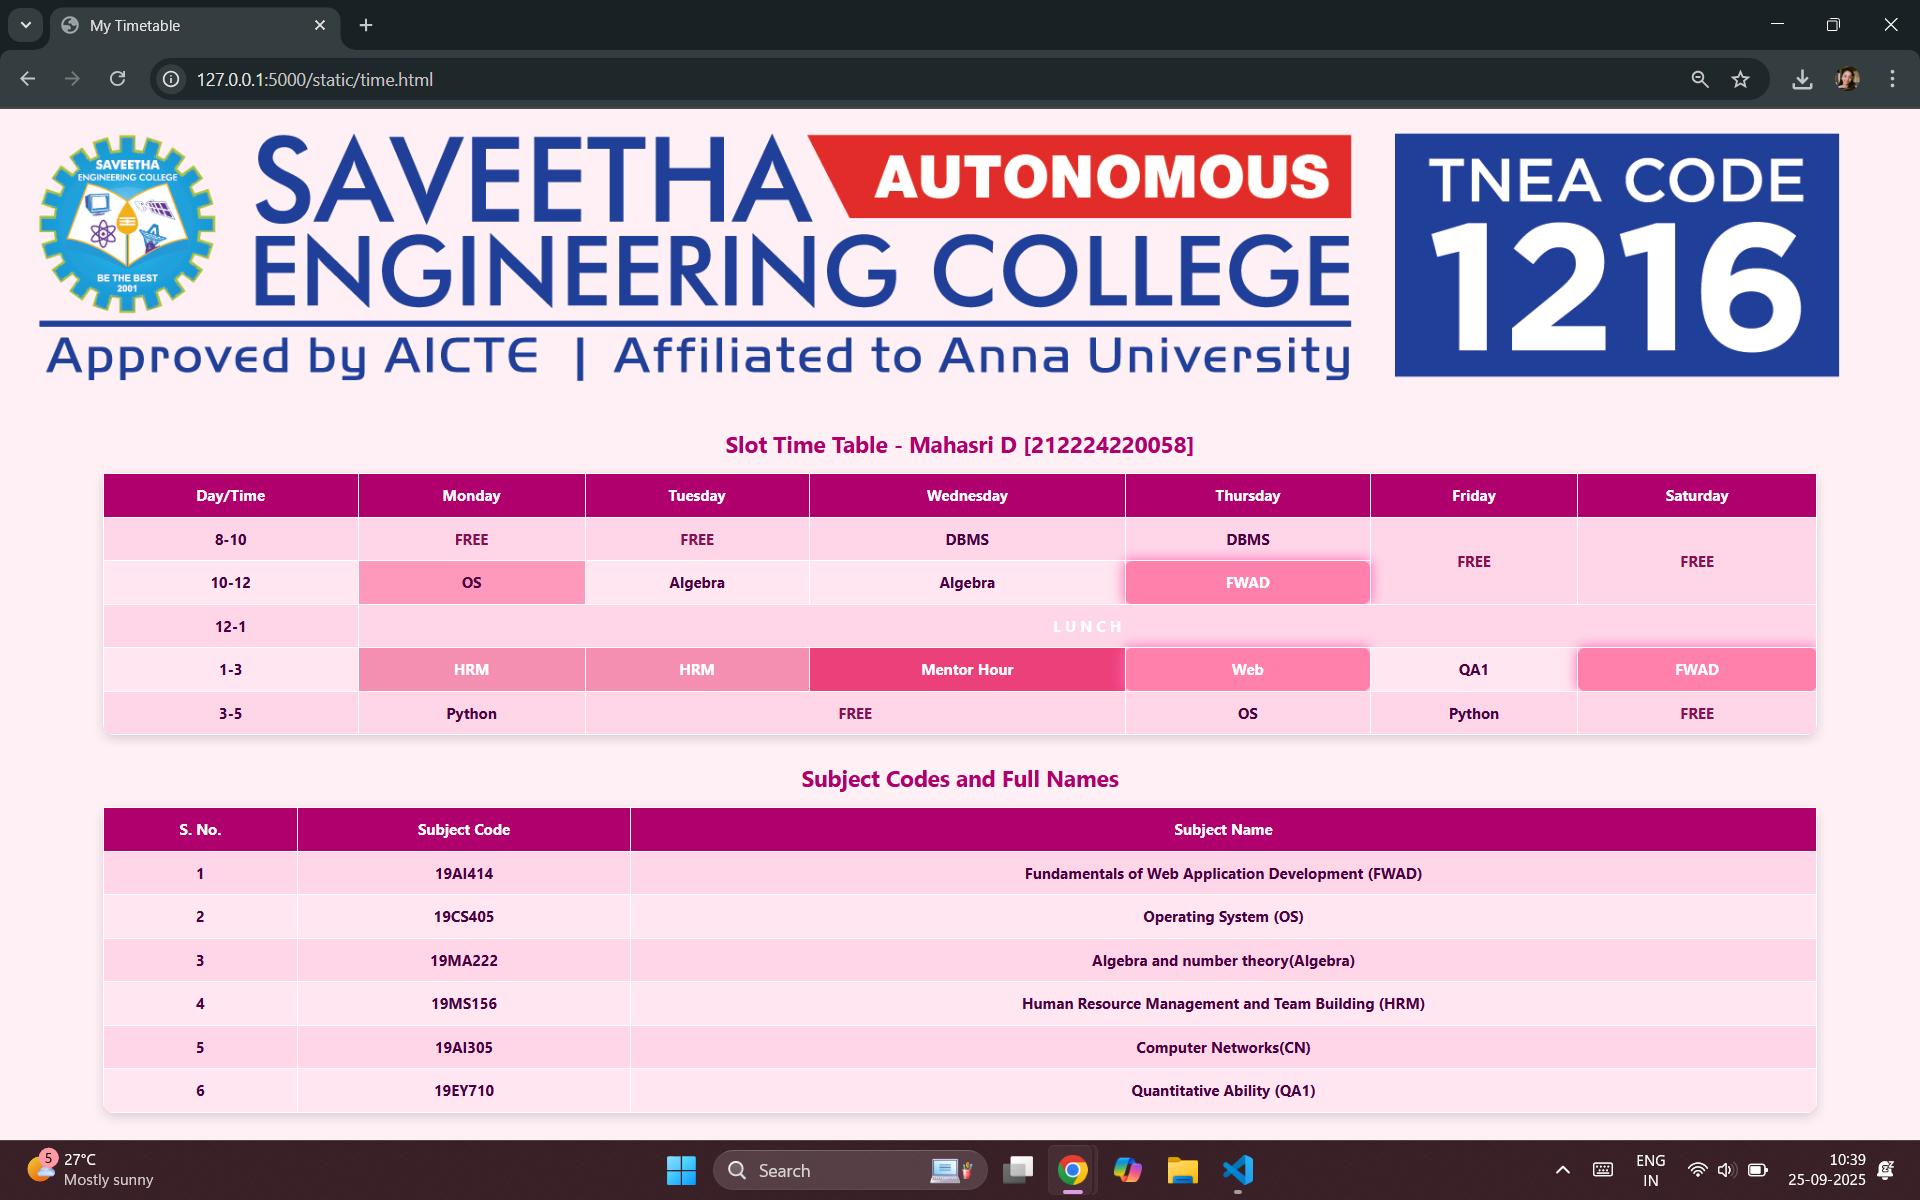 My Timetable
127.0.0.1:5000/static/time.html
SAVEETHA
ENGINEERING COLLEGE
BE THE BEST
2001
SAVEETHA AUTONOMOUS
ENGINEERING COLLEGE
Approved by AICTE | Affiliated to Anna University
TNEA CODE
1216
Slot Time Table - Mahasri D [212224220058]
Day/Time Monday Tuesday Wednesday Thursday Friday Saturday
8-10 FREE FREE DBMS DBMS FREE FREE
10-12 OS Algebra Algebra FWAD
12-1 LUNCH
1-3 HRM HRM Mentor Hour Web QA1 FWAD
3-5 Python FREE OS Python FREE
Subject Codes and Full Names
S. No. Subject Code Subject Name
1 19AI414 Fundamentals of Web Application Development (FWAD)
2 19CS405 Operating System (OS)
3 19MA222 Algebra and number theory(Algebra)
4 19MS156 Human Resource Management and Team Building (HRM)
5 19AI305 Computer Networks(CN)
6 19EY710 Quantitative Ability (QA1)
5
27°C
Mostly sunny
Search
ENG
IN
10:39
25-09-2025